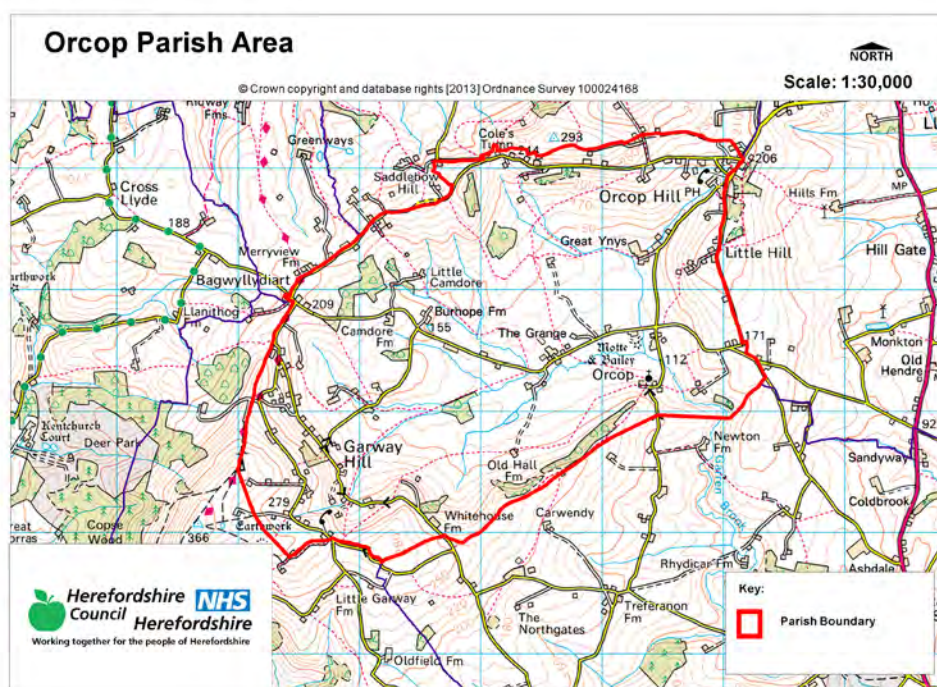 Orcop Parish Area
NORTH
Scale: 1:30,000
© Crown copyright and database rights [2013] Ordnance Survey 100024168
Fms
Greenways
Cole's
Tump
244
293
206
Saddlebow
Hill
PH
Orcop Hill
Hills Fm
MP
Cross
Llyde
188
Great Ynys
Little Hill
Hill Gate
Merryview
Fm
Bagwyllydiart
Little
Camdore
Llanithog
209
Burhope Fm
Camdore
Fm
155
The Grange
Motte
& Bailey
Orcop
112
171
Monkton
Old
Hendre
Kentchurch
Court
Deer Park
Garway
Hill
Old Hall
Fm
Newton
Fm
92
Sandyway
Garren
Brook
Coldbrook
279
Earthwork
Whitehouse
Fm
Carwendy
Copse
Wood
366
Rhydicar Fm
Ashdale
Little Garway
Fm
The
Northgates
Treferanon
Fm
Oldfield Fm
Herefordshire
Council
NHS
Herefordshire
Working together for the people of Herefordshire
Key:
Parish Boundary